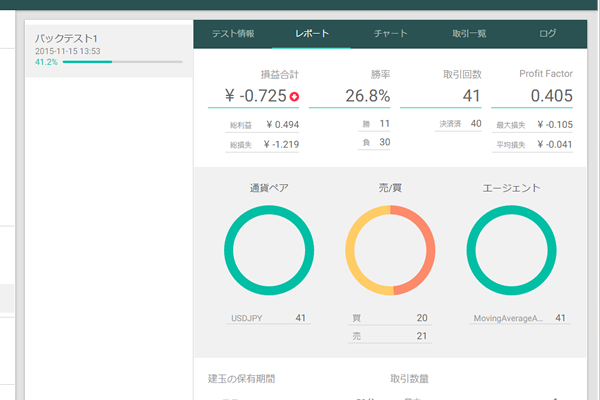 バックテスト1
2015-11-15 13:53
41.2%
テスト情報 レポート チャート 取引一覧 ログ
損益合計 勝率 取引回数 Profit Factor
¥ -0.725 26.8% 41 0.405
総利益 ¥ 0.494 勝 11 決済済 40 最大損失 ¥ -0.105
総損失 ¥ -1.219 負 30 平均損失 ¥ -0.041
通貨ペア 売/買 エージェント
USDJPY 41 買 20 MovingAverageA... 41
売 21
建玉の保有期間 取引数量